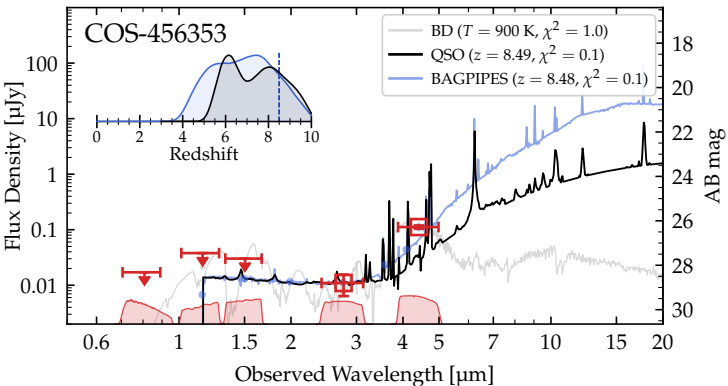 COS-456353
BD (T = 900 K, χ² = 1.0)
QSO (z = 8.49, χ² = 0.1)
BAGPIPES (z = 8.48, χ² = 0.1)
0 2 4 6 8 10
Redshift
100
10
1
0.1
0.01
Flux Density [μJy]
18
20
22
24
26
28
30
AB mag
0.6 1 1.5 2 3 4 5 7 10 15 20
Observed Wavelength [μm]